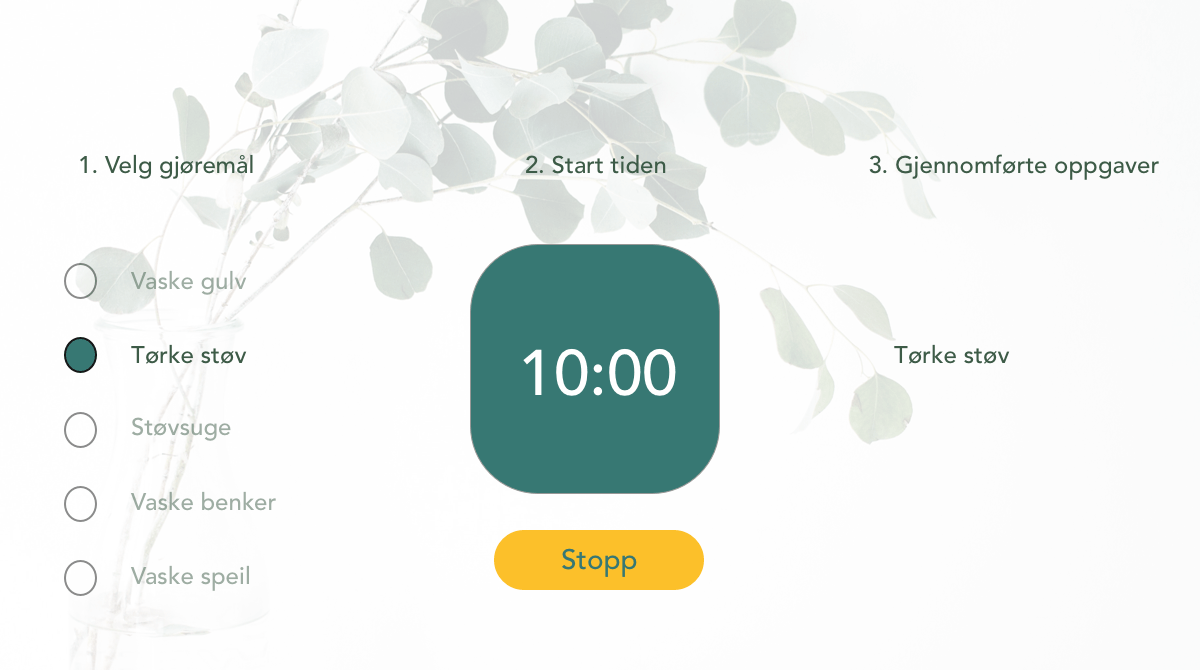 1. Velg gjøremål
Vaske gulv
Tørke støv
Støvsuge
Vaske benker
Vaske speil
2. Start tiden
10:00
Stopp
3. Gjennomførte oppgaver
Tørke støv